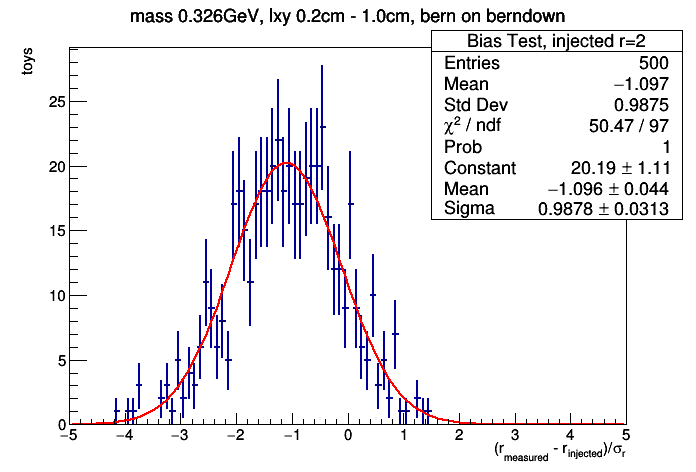 mass 0.326GeV, lxy 0.2cm - 1.0cm, bern on berndown
Bias Test, injected r=2
Entries 500
Mean −1.097
Std Dev 0.9875
χ² / ndf 50.47 / 97
Prob 1
Constant 20.19 ± 1.11
Mean −1.096 ± 0.044
Sigma 0.9878 ± 0.0313
toys
25
20
15
10
5
0
−5 −4 −3 −2 −1 0 1 2 3 4 5
(r_measured - r_injected)/σ_r